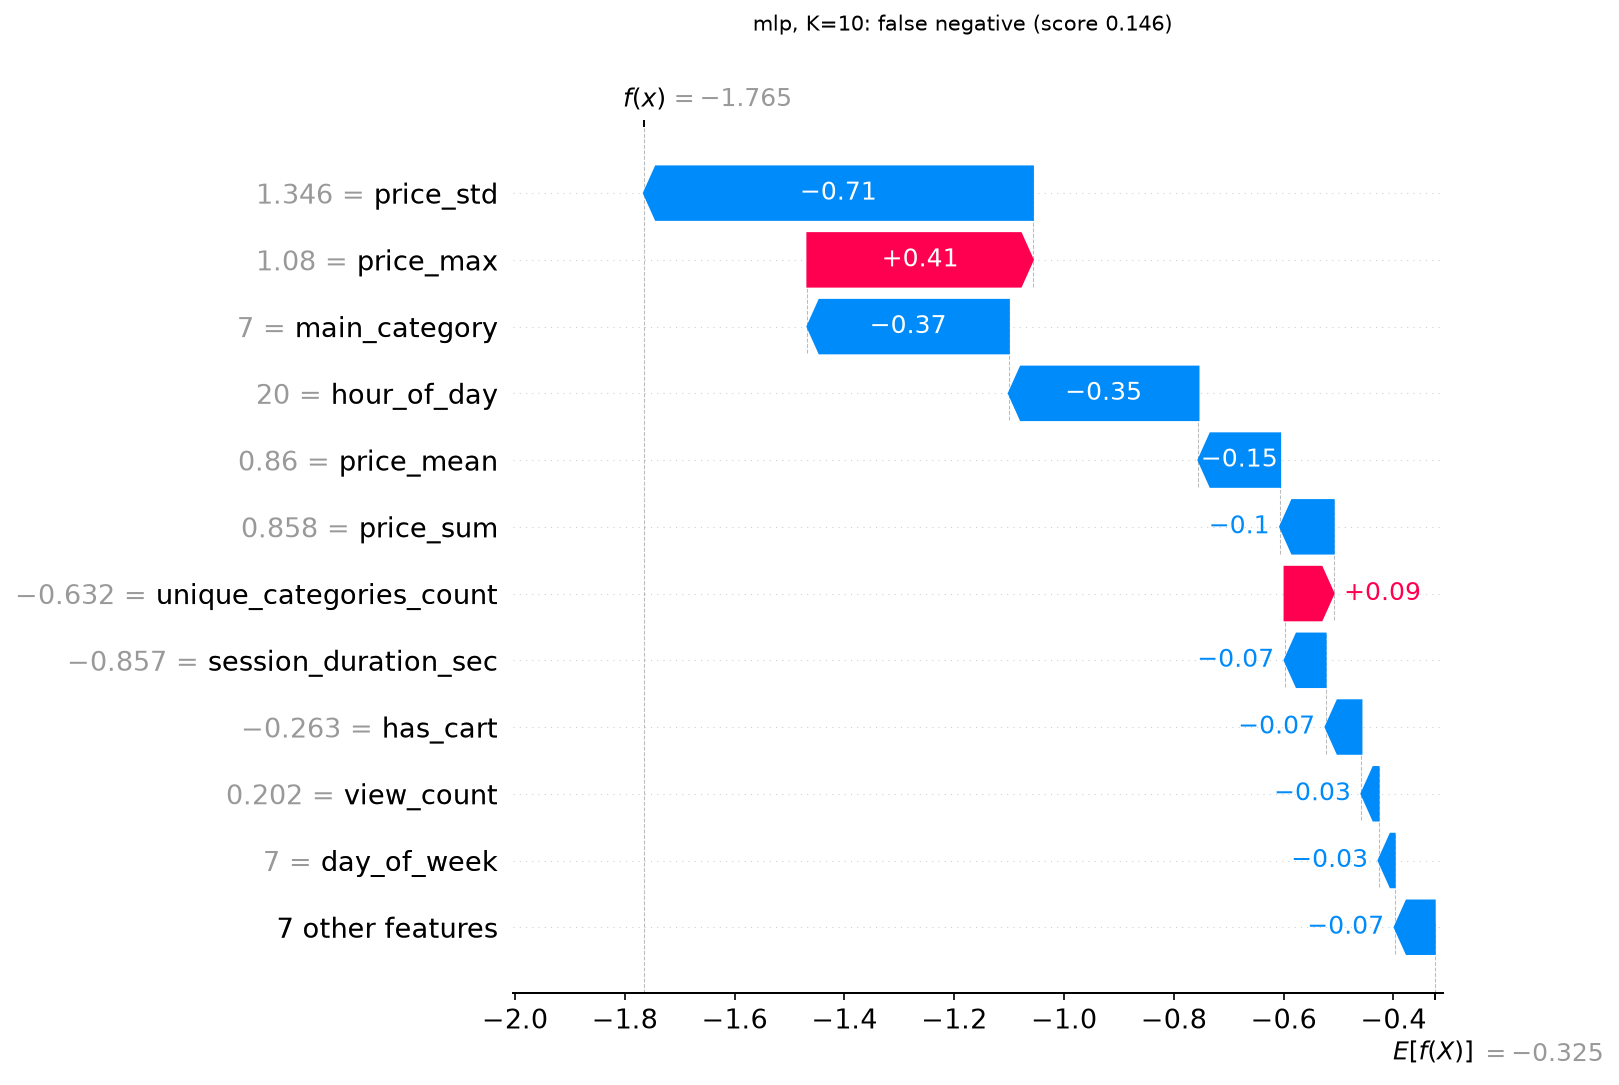 mlp, K=10: false negative (score 0.146)
f(x) = −1.765
1.346 = price_std −0.71
1.08 = price_max +0.41
7 = main_category −0.37
20 = hour_of_day −0.35
0.86 = price_mean −0.15
0.858 = price_sum −0.1
−0.632 = unique_categories_count +0.09
−0.857 = session_duration_sec −0.07
−0.263 = has_cart −0.07
0.202 = view_count −0.03
7 = day_of_week −0.03
7 other features −0.07
−2.0 −1.8 −1.6 −1.4 −1.2 −1.0 −0.8 −0.6 −0.4
E[f(X)] = −0.325